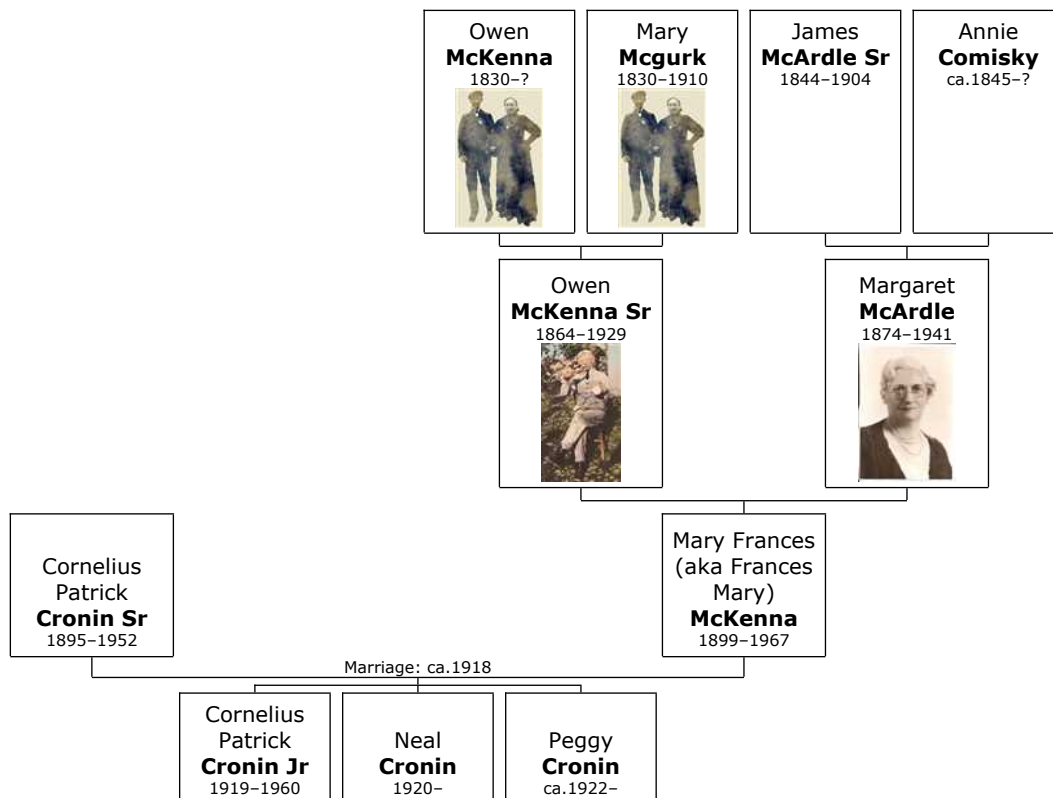 Owen
McKenna
1830–?
Mary
Mcgurk
1830–1910
James
McArdle Sr
1844–1904
Annie
Comisky
ca.1845–?
Owen
McKenna Sr
1864–1929
Margaret
McArdle
1874–1941
Cornelius
Patrick
Cronin Sr
1895–1952
Mary Frances
(aka Frances
Mary)
McKenna
1899–1967
Marriage: ca.1918
Cornelius
Patrick
Cronin Jr
1919–1960
Neal
Cronin
1920–
Peggy
Cronin
ca.1922–